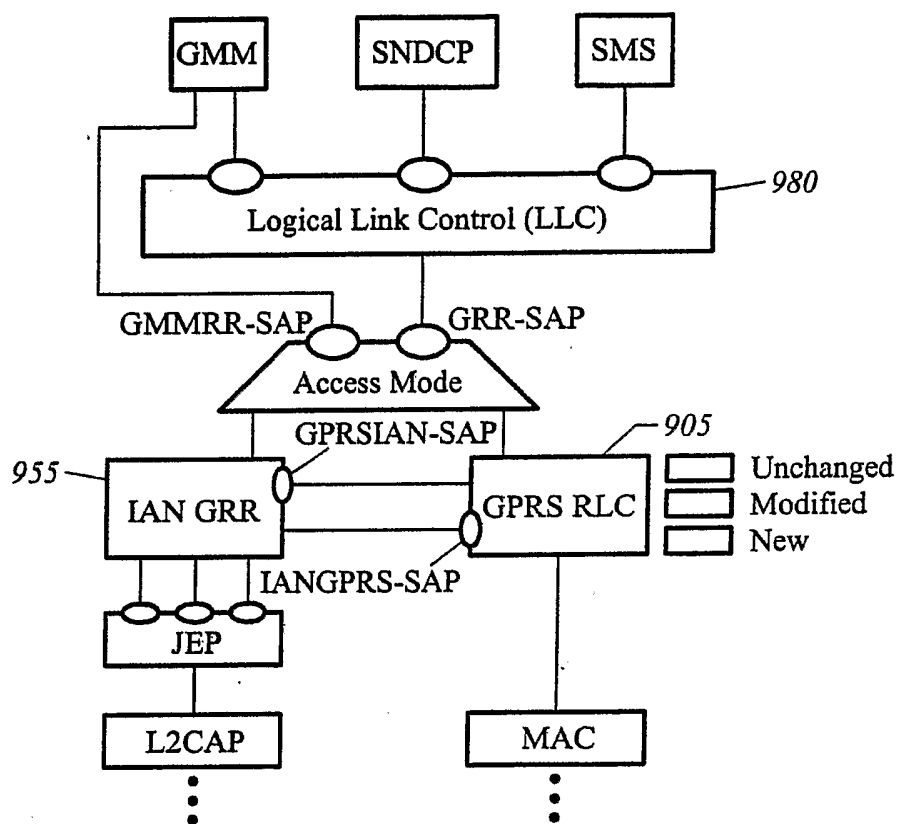 GMM
SNDCP
SMS
980
Logical Link Control (LLC)
GMMRR-SAP
GRR-SAP
Access Mode
GPRSIAN-SAP
905
955
IAN GRR
GPRS RLC
Unchanged
Modified
New
IANGPRS-SAP
JEP
L2CAP
MAC